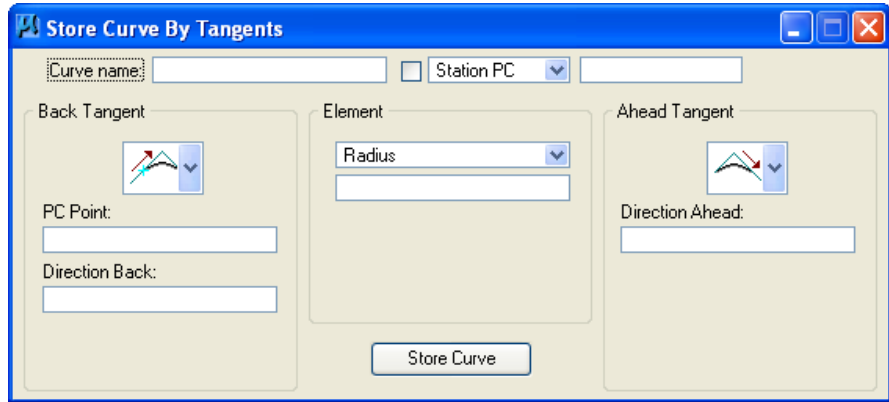 Store Curve By Tangents
Curve name: Station PC
Back Tangent
PC Point:
Direction Back:
Element
Radius
Store Curve
Ahead Tangent
Direction Ahead: